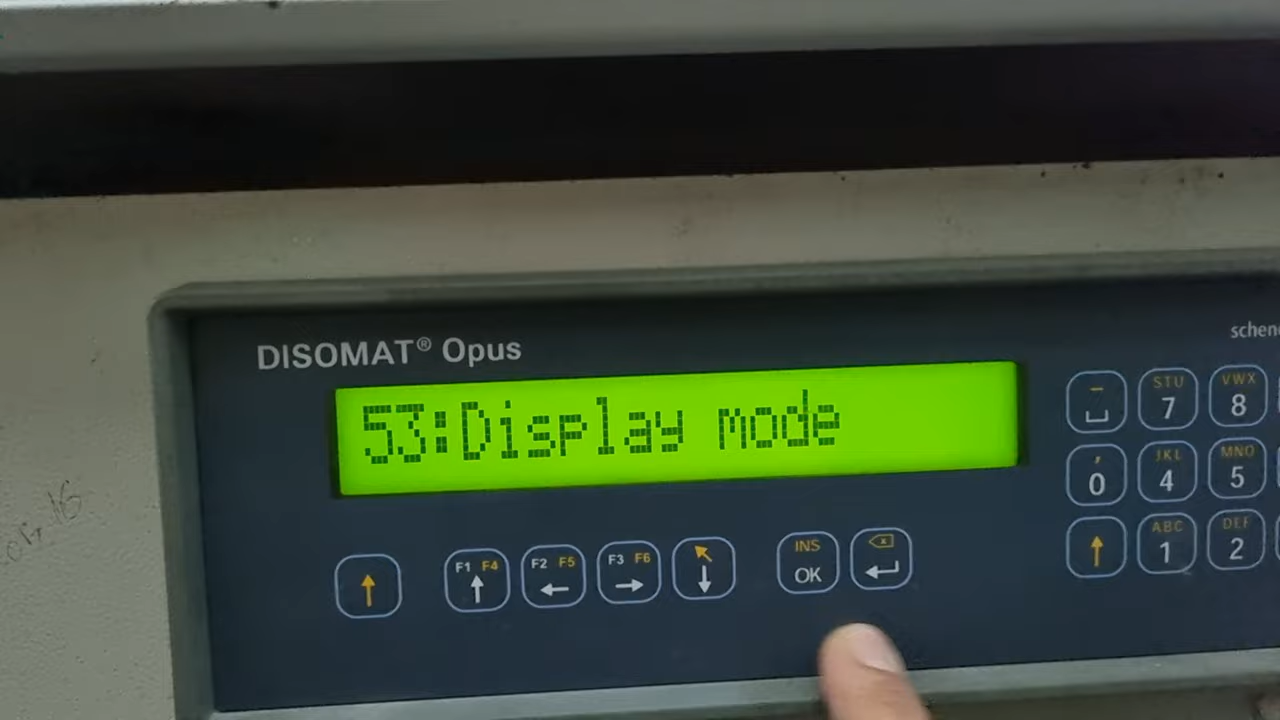 DISOMAT® Opus
schen
53:Display mode
STU 7
VWX 8
, 0
JKL 4
MNO 5
ABC 1
DEF 2
F1 F4
F2 F5
F3 F6
INS OK